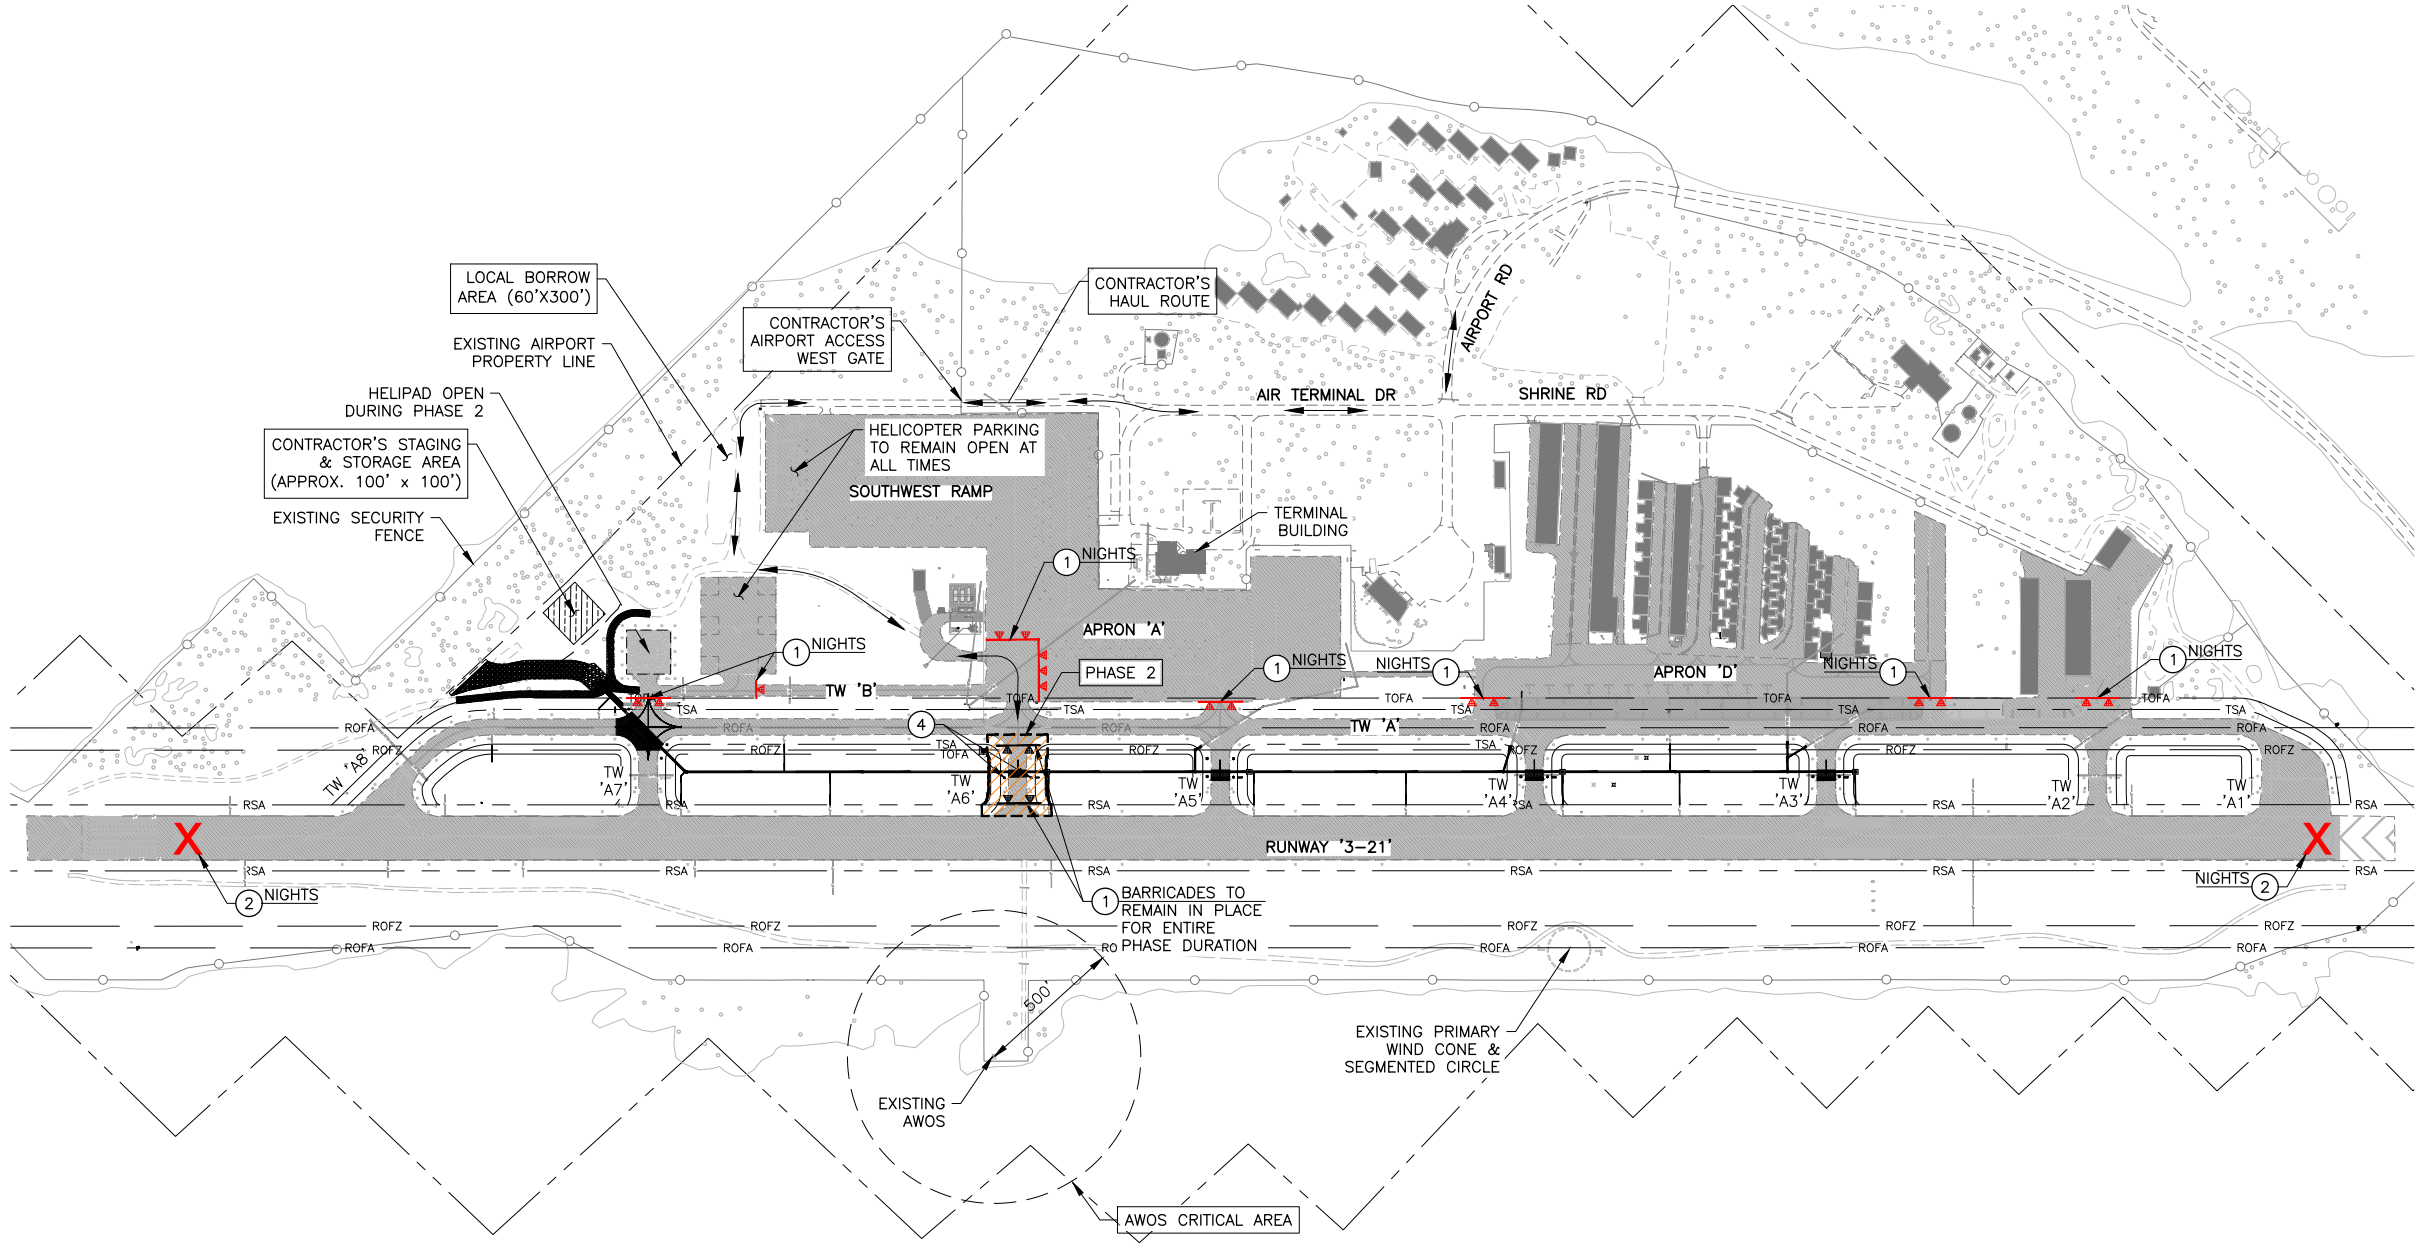 LOCAL BORROW
AREA (60'X300')
CONTRACTOR'S
HAUL ROUTE
AIRPORT RD
CONTRACTOR'S
AIRPORT ACCESS
WEST GATE
EXISTING AIRPORT
PROPERTY LINE
HELIPAD OPEN
DURING PHASE 2
AIR TERMINAL DR
SHRINE RD
CONTRACTOR'S STAGING
& STORAGE AREA
(APPROX. 100' x 100')
HELICOPTER PARKING
TO REMAIN OPEN AT
ALL TIMES
SOUTHWEST RAMP
EXISTING SECURITY
FENCE
TERMINAL
BUILDING
1 NIGHTS
APRON 'A'
1 NIGHTS
PHASE 2
1 NIGHTS
NIGHTS 1
APRON 'D'
NIGHTS 1
1 NIGHTS
TW 'B'
TOFA
TOFA
TOFA
TOFA
TSA
TSA
TSA
TSA
4
ROFA
ROFA
TW 'A'
ROFA
ROFA
ROFA
ROFZ
ROFZ
TSA
TOFA
ROFZ
TSA
ROFZ
ROFZ
ROFZ
TW 'A8'
TW
'A7'
TW
'A6'
TW
'A5'
TW
'A4'
TW
'A3'
TW
'A2'
TW
'A1'
RSA
RSA
RSA
RSA
RSA
RSA
X
RUNWAY '3-21'
X
RSA
RSA
RSA
RSA
RSA
2 NIGHTS
NIGHTS 2
1 BARRICADES TO
REMAIN IN PLACE
FOR ENTIRE
PHASE DURATION
ROFZ
ROFZ
ROFZ
ROFZ
ROFA
ROFA
RO
ROFA
ROFA
ROFA
500'
EXISTING PRIMARY
WIND CONE &
SEGMENTED CIRCLE
EXISTING
AWOS
AWOS CRITICAL AREA